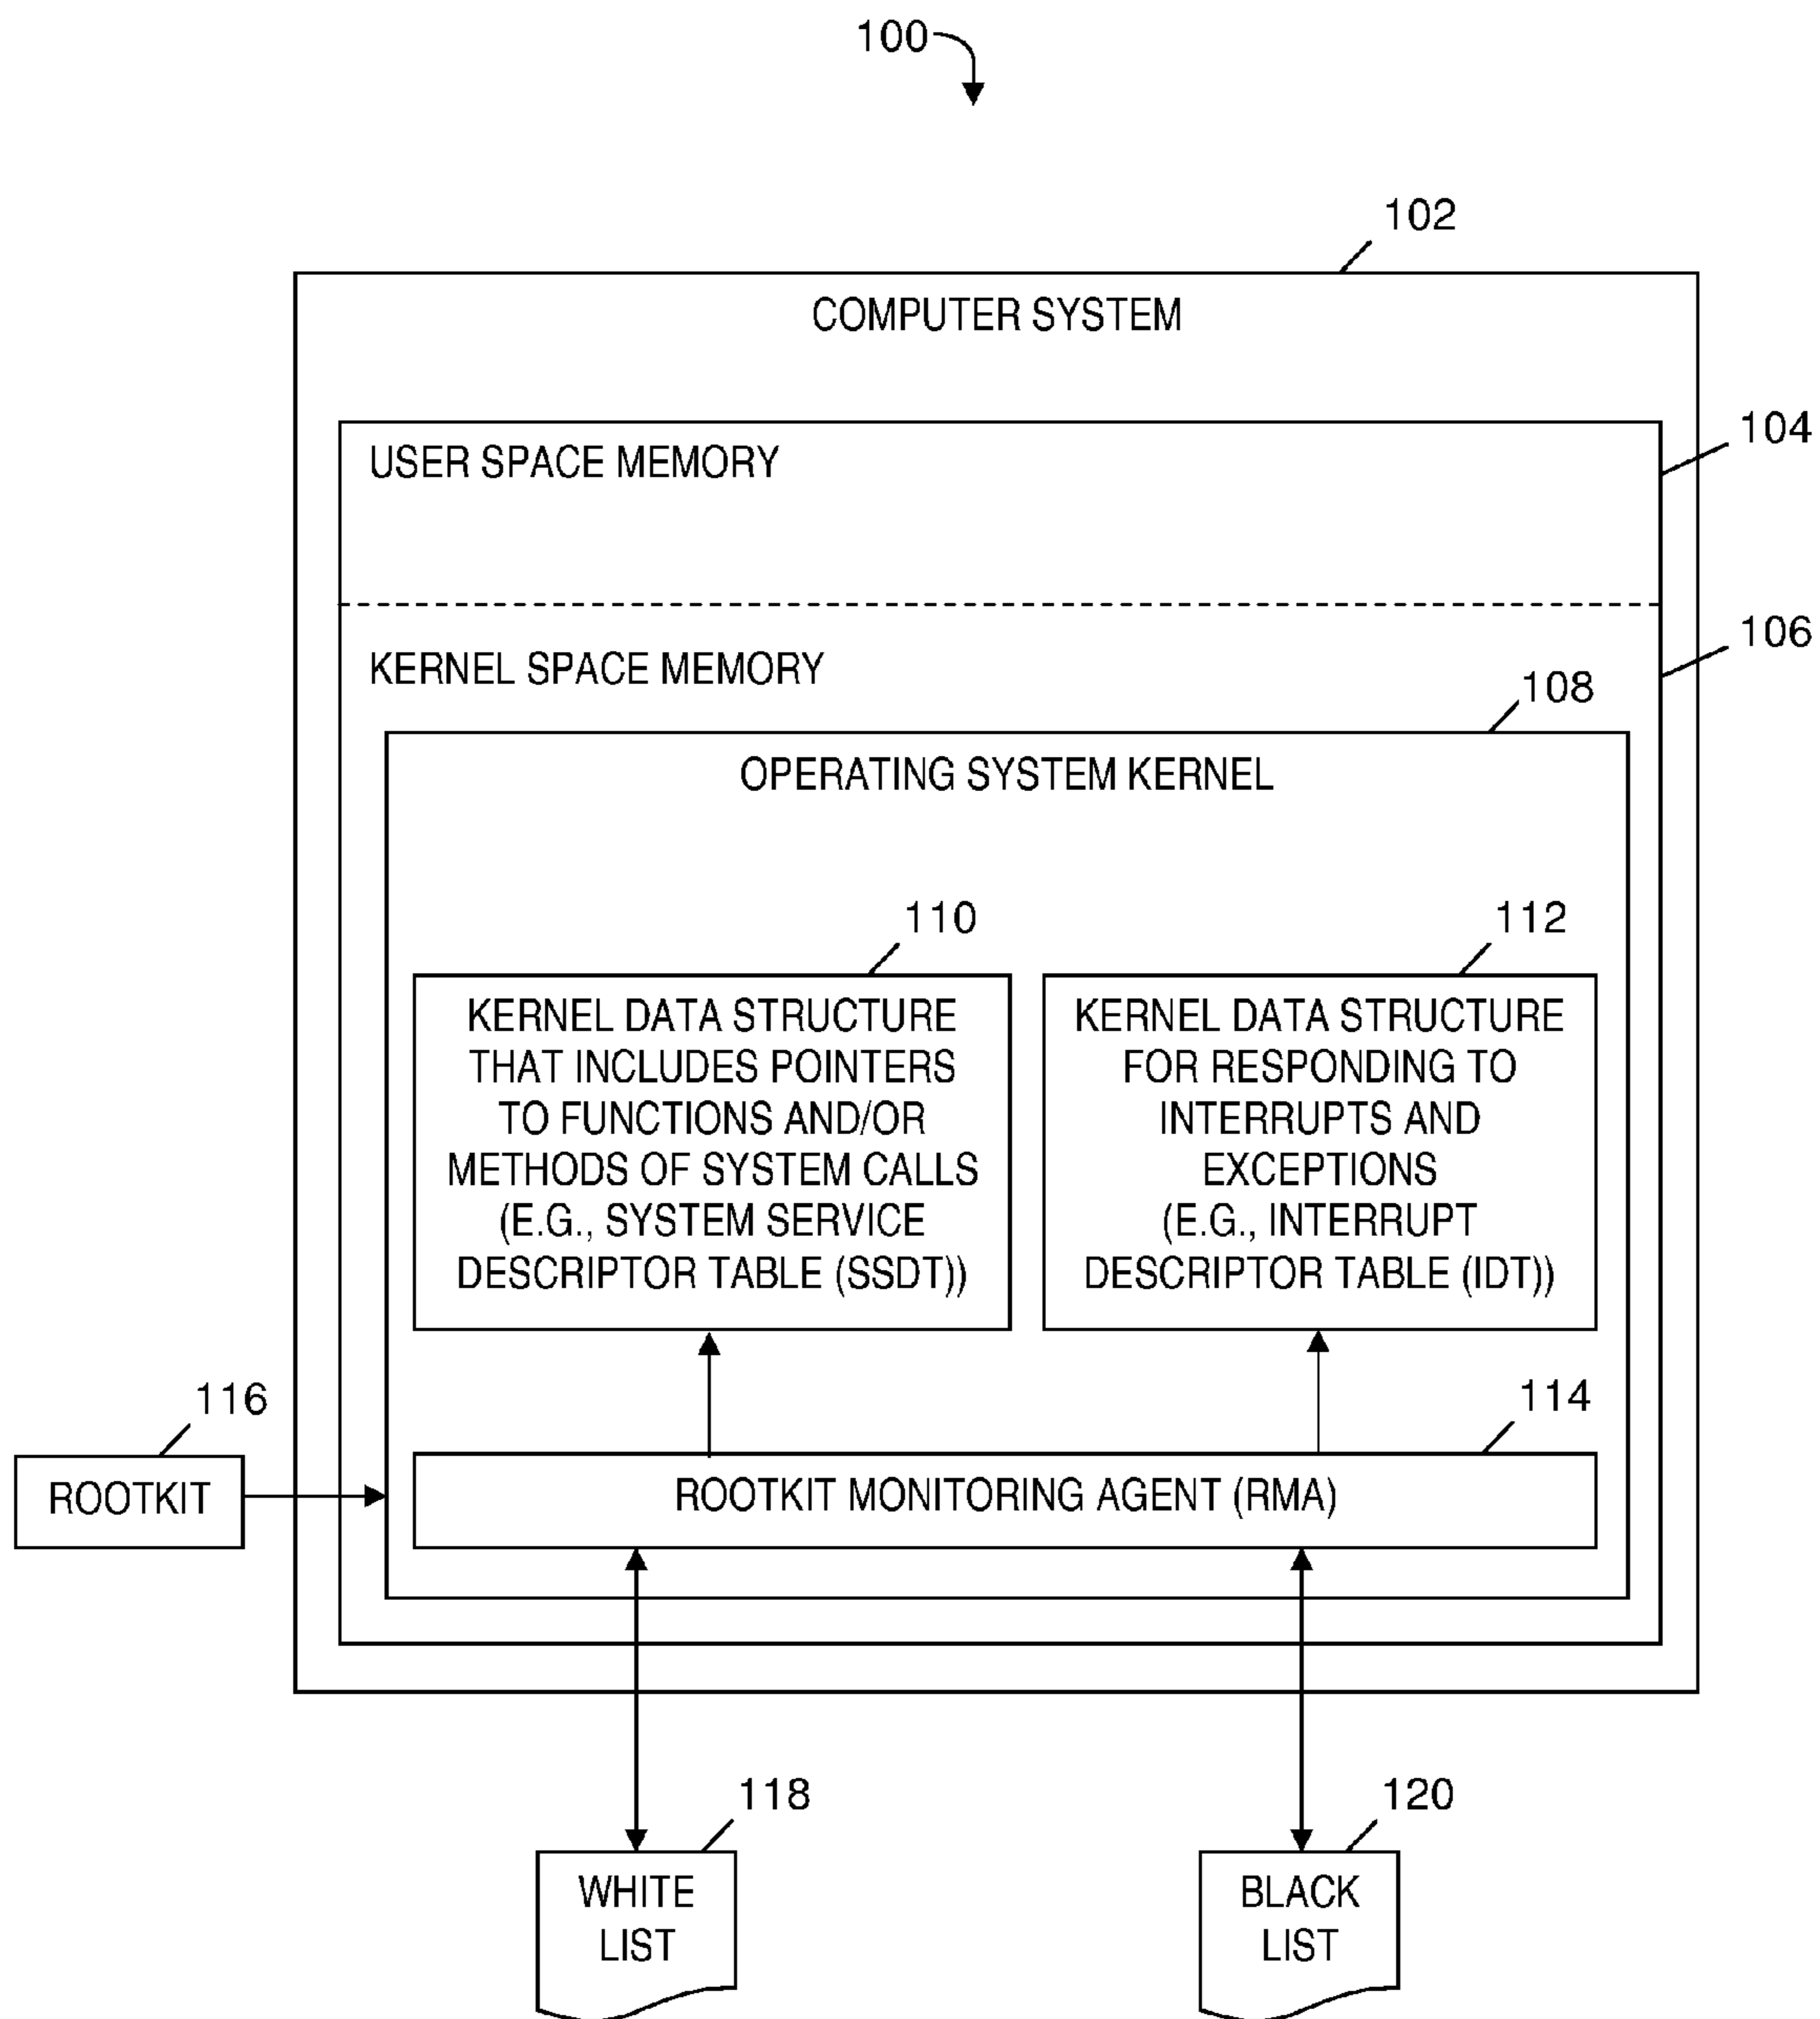 100
102
COMPUTER SYSTEM
104
USER SPACE MEMORY
106
KERNEL SPACE MEMORY
108
OPERATING SYSTEM KERNEL
110
KERNEL DATA STRUCTURE
THAT INCLUDES POINTERS
TO FUNCTIONS AND/OR
METHODS OF SYSTEM CALLS
(E.G., SYSTEM SERVICE
DESCRIPTOR TABLE (SSDT))
112
KERNEL DATA STRUCTURE
FOR RESPONDING TO
INTERRUPTS AND
EXCEPTIONS
(E.G., INTERRUPT
DESCRIPTOR TABLE (IDT))
116
ROOTKIT
114
ROOTKIT MONITORING AGENT (RMA)
118
WHITE
LIST
120
BLACK
LIST